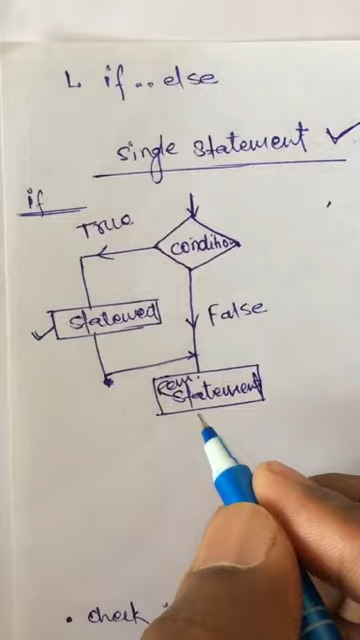 1. if .. else
single statement ✓
if
True
condition
False
✓ statement
Rem. statement
• check